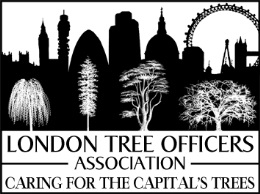 LONDON TREE OFFICERS
ASSOCIATION
CARING FOR THE CAPITAL'S TREES